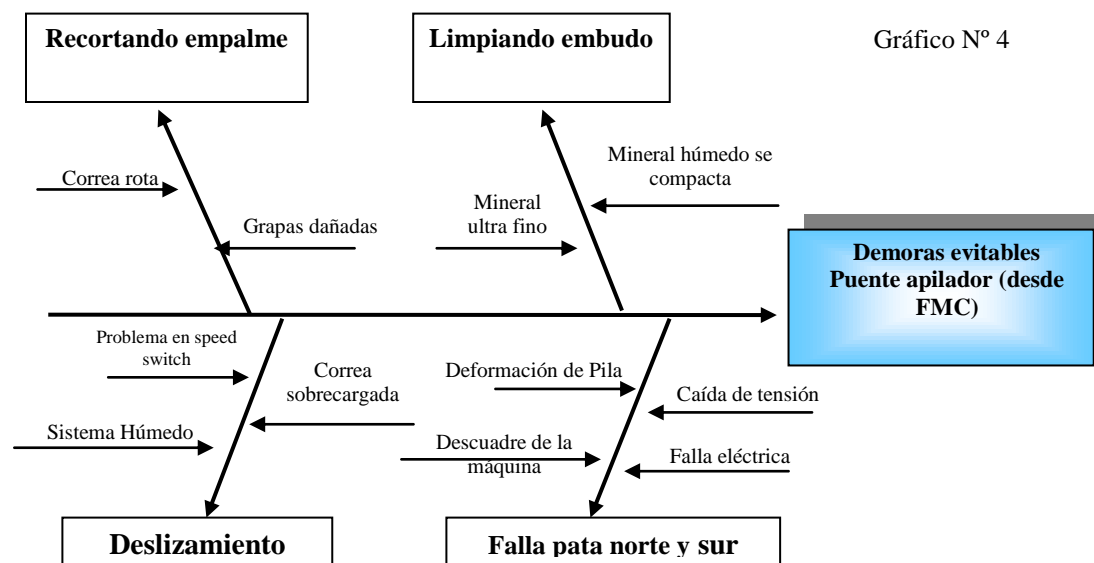 Recortando empalme
Limpiando embudo
Gráfico Nº 4
Correa rota
Grapas dañadas
Mineral húmedo se
compacta
Mineral
ultra fino
Demoras evitables
Puente apilador (desde
FMC)
Problema en speed
switch
Correa
sobrecargada
Sistema Húmedo
Deformación de Pila
Caída de tensión
Descuadre de la
máquina
Falla eléctrica
Deslizamiento
Falla pata norte y sur